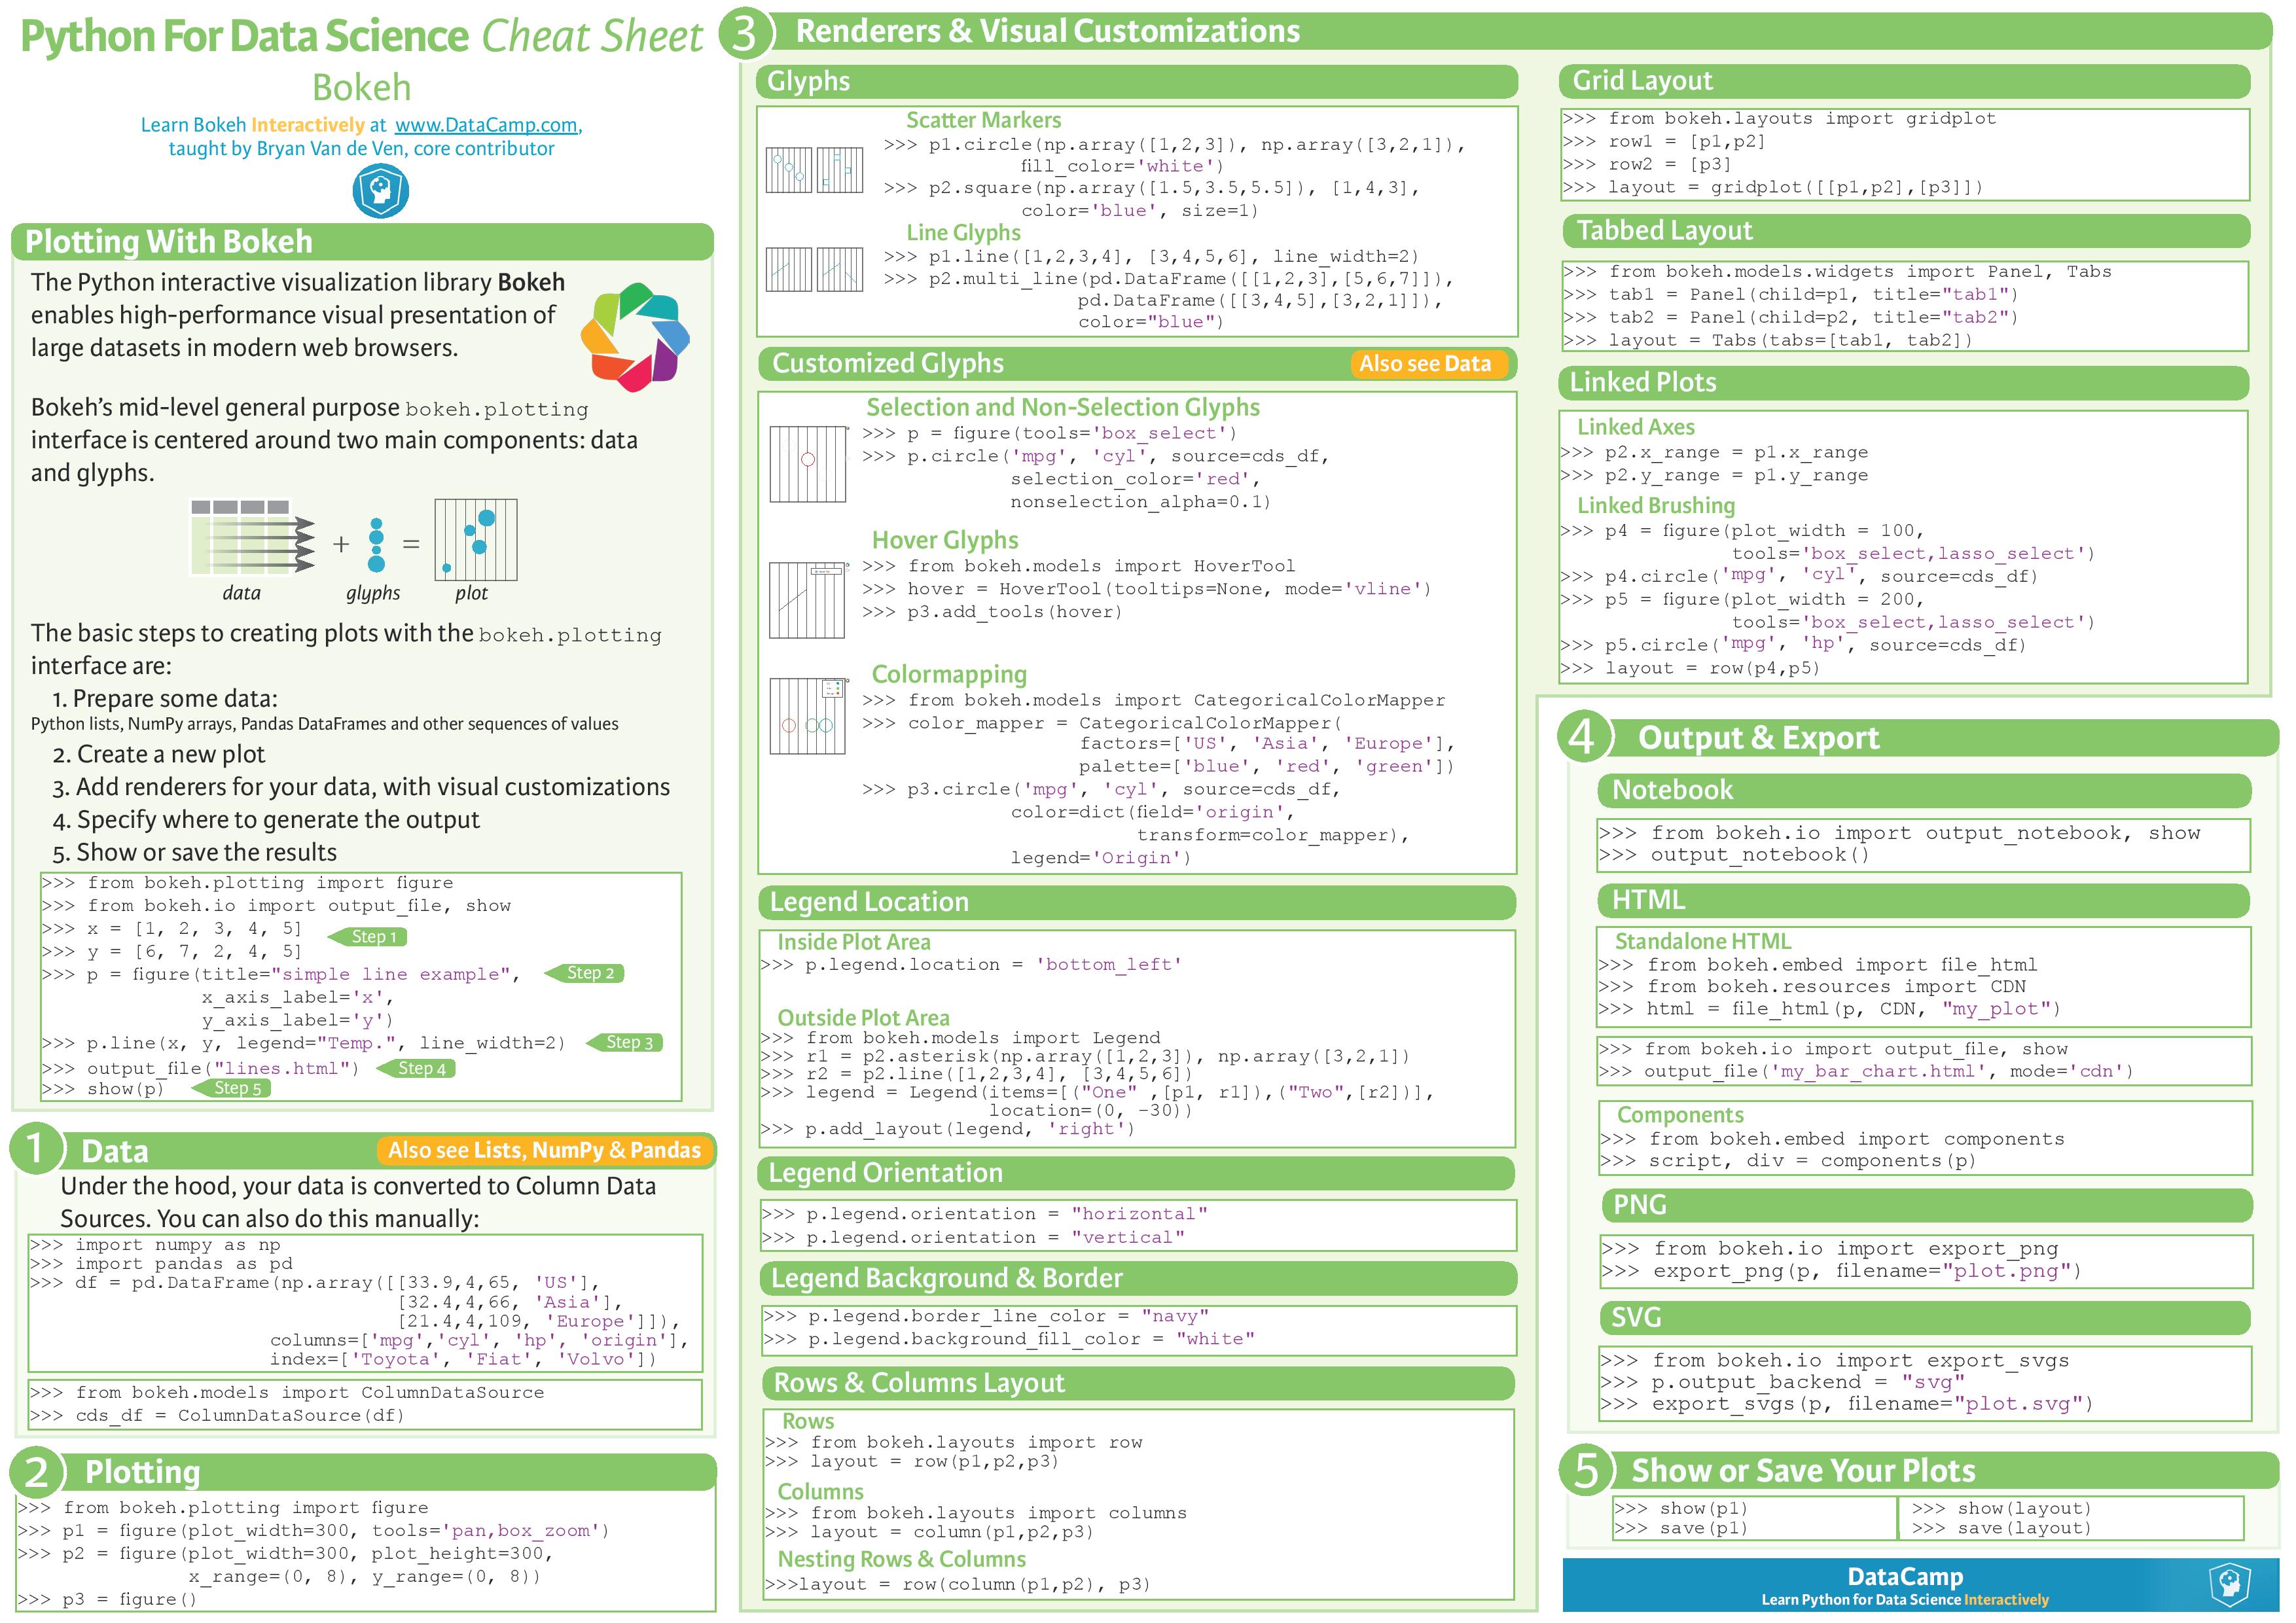 Python For Data Science Cheat Sheet
Bokeh
Learn Bokeh Interactively at www.DataCamp.com,
taught by Bryan Van de Ven, core contributor
Plotting With Bokeh
The Python interactive visualization library Bokeh
enables high-performance visual presentation of
large datasets in modern web browsers.
Bokeh's mid-level general purpose bokeh.plotting
interface is centered around two main components: data
and glyphs.
+ =
data glyphs plot
The basic steps to creating plots with the bokeh.plotting
interface are:
1. Prepare some data:
Python lists, NumPy arrays, Pandas DataFrames and other sequences of values
2. Create a new plot
3. Add renderers for your data, with visual customizations
4. Specify where to generate the output
5. Show or save the results
>>> from bokeh.plotting import figure
>>> from bokeh.io import output_file, show
>>> x = [1, 2, 3, 4, 5] Step 1
>>> y = [6, 7, 2, 4, 5]
>>> p = figure(title="simple line example", Step 2
x_axis_label='x',
y_axis_label='y')
>>> p.line(x, y, legend="Temp.", line_width=2) Step 3
>>> output_file("lines.html") Step 4
>>> show(p) Step 5
1 Data Also see Lists, NumPy & Pandas
Under the hood, your data is converted to Column Data
Sources. You can also do this manually:
>>> import numpy as np
>>> import pandas as pd
>>> df = pd.DataFrame(np.array([[33.9,4,65, 'US'],
[32.4,4,66, 'Asia'],
[21.4,4,109, 'Europe']]),
columns=['mpg','cyl', 'hp', 'origin'],
index=['Toyota', 'Fiat', 'Volvo'])
>>> from bokeh.models import ColumnDataSource
>>> cds_df = ColumnDataSource(df)
2 Plotting
>>> from bokeh.plotting import figure
>>> p1 = figure(plot_width=300, tools='pan,box_zoom')
>>> p2 = figure(plot_width=300, plot_height=300,
x_range=(0, 8), y_range=(0, 8))
>>> p3 = figure()
3 Renderers & Visual Customizations
Glyphs
Scatter Markers
>>> p1.circle(np.array([1,2,3]), np.array([3,2,1]),
fill_color='white')
>>> p2.square(np.array([1.5,3.5,5.5]), [1,4,3],
color='blue', size=1)
Line Glyphs
>>> p1.line([1,2,3,4], [3,4,5,6], line_width=2)
>>> p2.multi_line(pd.DataFrame([[1,2,3],[5,6,7]]),
pd.DataFrame([[3,4,5],[3,2,1]]),
color="blue")
Customized Glyphs Also see Data
Selection and Non-Selection Glyphs
>>> p = figure(tools='box_select')
>>> p.circle('mpg', 'cyl', source=cds_df,
selection_color='red',
nonselection_alpha=0.1)
Hover Glyphs
>>> from bokeh.models import HoverTool
>>> hover = HoverTool(tooltips=None, mode='vline')
>>> p3.add_tools(hover)
Colormapping
>>> from bokeh.models import CategoricalColorMapper
>>> color_mapper = CategoricalColorMapper(
factors=['US', 'Asia', 'Europe'],
palette=['blue', 'red', 'green'])
>>> p3.circle('mpg', 'cyl', source=cds_df,
color=dict(field='origin',
transform=color_mapper),
legend='Origin')
Legend Location
Inside Plot Area
>>> p.legend.location = 'bottom_left'
Outside Plot Area
>>> from bokeh.models import Legend
>>> r1 = p2.asterisk(np.array([1,2,3]), np.array([3,2,1])
>>> r2 = p2.line([1,2,3,4], [3,4,5,6])
>>> legend = Legend(items=[("One" ,[p1, r1]),("Two",[r2])],
location=(0, -30))
>>> p.add_layout(legend, 'right')
Legend Orientation
>>> p.legend.orientation = "horizontal"
>>> p.legend.orientation = "vertical"
Legend Background & Border
>>> p.legend.border_line_color = "navy"
>>> p.legend.background_fill_color = "white"
Rows & Columns Layout
Rows
>>> from bokeh.layouts import row
>>> layout = row(p1,p2,p3)
Columns
>>> from bokeh.layouts import columns
>>> layout = column(p1,p2,p3)
Nesting Rows & Columns
>>>layout = row(column(p1,p2), p3)
Grid Layout
>>> from bokeh.layouts import gridplot
>>> row1 = [p1,p2]
>>> row2 = [p3]
>>> layout = gridplot([[p1,p2],[p3]])
Tabbed Layout
>>> from bokeh.models.widgets import Panel, Tabs
>>> tab1 = Panel(child=p1, title="tab1")
>>> tab2 = Panel(child=p2, title="tab2")
>>> layout = Tabs(tabs=[tab1, tab2])
Linked Plots
Linked Axes
>>> p2.x_range = p1.x_range
>>> p2.y_range = p1.y_range
Linked Brushing
>>> p4 = figure(plot_width = 100,
tools='box_select,lasso_select')
>>> p4.circle('mpg', 'cyl', source=cds_df)
>>> p5 = figure(plot_width = 200,
tools='box_select,lasso_select')
>>> p5.circle('mpg', 'hp', source=cds_df)
>>> layout = row(p4,p5)
4 Output & Export
Notebook
>>> from bokeh.io import output_notebook, show
>>> output_notebook()
HTML
Standalone HTML
>>> from bokeh.embed import file_html
>>> from bokeh.resources import CDN
>>> html = file_html(p, CDN, "my_plot")
>>> from bokeh.io import output_file, show
>>> output_file('my_bar_chart.html', mode='cdn')
Components
>>> from bokeh.embed import components
>>> script, div = components(p)
PNG
>>> from bokeh.io import export_png
>>> export_png(p, filename="plot.png")
SVG
>>> from bokeh.io import export_svgs
>>> p.output_backend = "svg"
>>> export_svgs(p, filename="plot.svg")
5 Show or Save Your Plots
>>> show(p1) >>> show(layout)
>>> save(p1) >>> save(layout)
DataCamp
Learn Python for Data Science Interactively